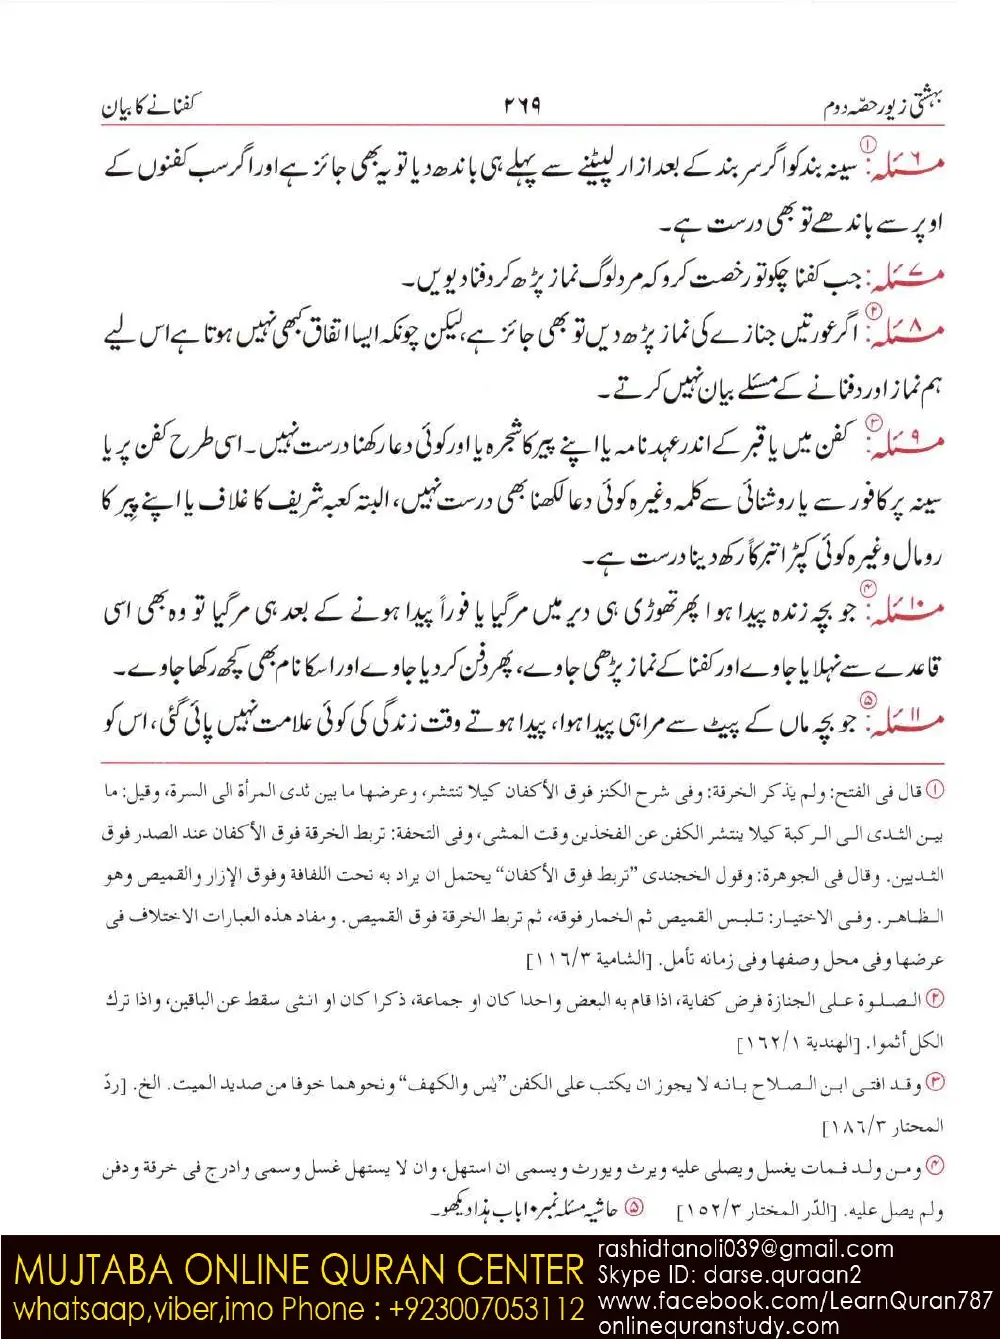 بہشتی زیور حصّہ دوم ۲۶۹ کفنانے کا بیان
مسئلہ ۶: ① سینہ بند کو اگر سر بند کے بعد ازار لپیٹنے سے پہلے ہی باندھ دیا تو یہ بھی جائز ہے اور اگر سب کفنوں کے
اوپر سے باندھے تو بھی درست ہے۔
مسئلہ ۷: جب کفنا چکو تو رخصت کرو کہ مرد لوگ نماز پڑھ کر دفنا دیویں۔
مسئلہ ۸: ② اگر عورتیں جنازے کی نماز پڑھ دیں تو بھی جائز ہے، لیکن چونکہ ایسا اتفاق کبھی نہیں ہوتا ہے اس لیے
ہم نماز اور دفنانے کے مسئلے بیان نہیں کرتے۔
مسئلہ ۹: ③ کفن میں یا قبر کے اندر عہد نامہ یا اپنے پیر کا شجرہ یا اور کوئی دعا رکھنا درست نہیں۔ اسی طرح کفن پر یا
سینہ پر کافور سے یا روشنائی سے کلمہ وغیرہ کوئی دعا لکھنا بھی درست نہیں، البتہ کعبہ شریف کا غلاف یا اپنے پیر کا
رومال وغیرہ کوئی کپڑا تبرکاً رکھ دینا درست ہے۔
مسئلہ ۱۰: ④ جو بچہ زندہ پیدا ہوا پھر تھوڑی ہی دیر میں مرگیا یا فوراً پیدا ہونے کے بعد ہی مرگیا تو وہ بھی اسی
قاعدے سے نہلایا جاوے اور کفنا کے نماز پڑھی جاوے، پھر دفن کردیا جاوے اور اسکا نام بھی کچھ رکھا جاوے۔
مسئلہ ۱۱: ⑤ جو بچہ ماں کے پیٹ سے مرا ہی پیدا ہوا، پیدا ہوتے وقت زندگی کی کوئی علامت نہیں پائی گئی، اس کو
① قال فی الفتح: ولم یذکر الخرقة: وفی شرح الکنز فوق الأکفان کیلا تنتشر، وعرضها ما بین ثدی المرأة الی السرة، وقیل: ما
بین الثدی الی الرکبة کیلا ینتشر الکفن عن الفخذین وقت المشی، وفی التحفة: تربط الخرقة فوق الأکفان عند الصدر فوق
الثدیین. وقال فی الجوهرة: وقول الخجندی "تربط فوق الأکفان" یحتمل ان یراد به تحت اللفافة وفوق الإزار والقمیص وهو
الظاهر. وفی الاختیار: تلبس القمیص ثم الخمار فوقه، ثم تربط الخرقة فوق القمیص. ومفاد هذه العبارات الاختلاف فی
عرضها وفی محل وصفها وفی زمانه تأمل. [الشامیة ۱۱٦/۳]
② الصلوة علی الجنازة فرض کفایة، اذا قام به البعض واحدا کان او جماعة، ذکرا کان او انثی سقط عن الباقین، واذا ترك
الکل أثموا. [الهندیة ۱٦۲/۱]
③ وقد افتی ابن الصلاح بانه لا یجوز ان یکتب علی الکفن "یٰس والکهف" ونحوهما خوفا من صدید المیت. الخ. [ردّ
المحتار ۱۸٦/۳]
④ ومن ولد فمات یغسل ویصلی علیه ویرث ویورث ویسمی ان استهل، وان لا یستهل غسل وسمی وادرج فی خرقة ودفن
ولم یصل علیه. [الدّر المختار ۱۵۲/۳] ⑤ حاشیہ مسئلہ نمبر ۱۰ باب ہذا دیکھو۔
MUJTABA ONLINE QURAN CENTER
whatsaap,viber,imo Phone : +923007053112
rashidtanoli039@gmail.com
Skype ID: darse.quraan2
www.facebook.com/LearnQuran787
onlinequranstudy.com